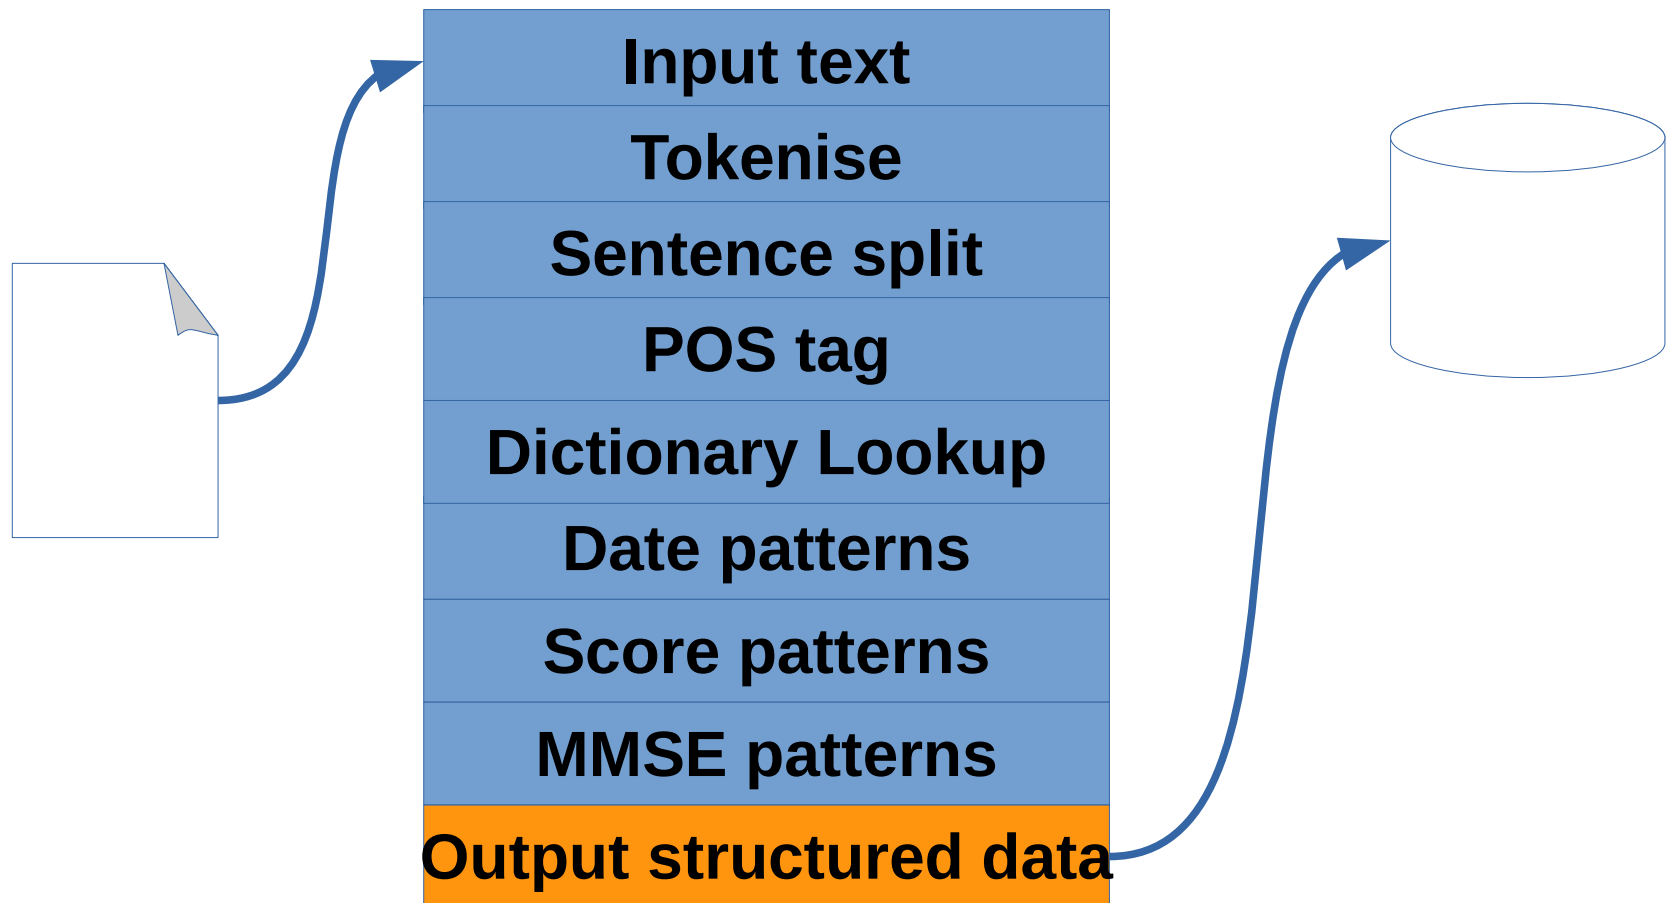 Input text
Tokenise
Sentence split
POS tag
Dictionary Lookup
Date patterns
Score patterns
MMSE patterns
Output structured data